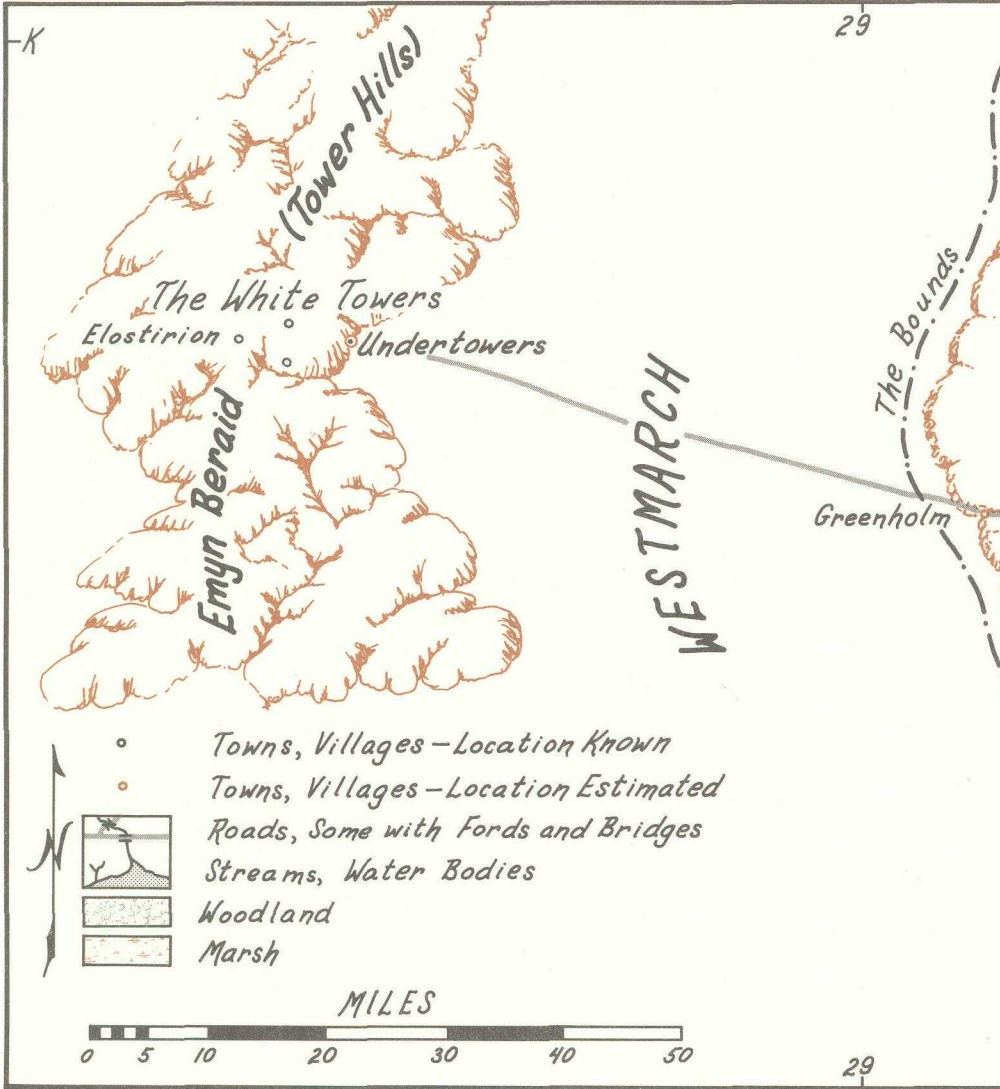 29
K
(Tower Hills)
The Bounds
The White Towers
Elostirion
Undertowers
WESTMARCH
Emyn Beraid
Greenholm
Towns, Villages — Location Known
Towns, Villages — Location Estimated
N
Roads, Some with Fords and Bridges
Streams, Water Bodies
Woodland
Marsh
MILES
0 5 10 20 30 40 50
29